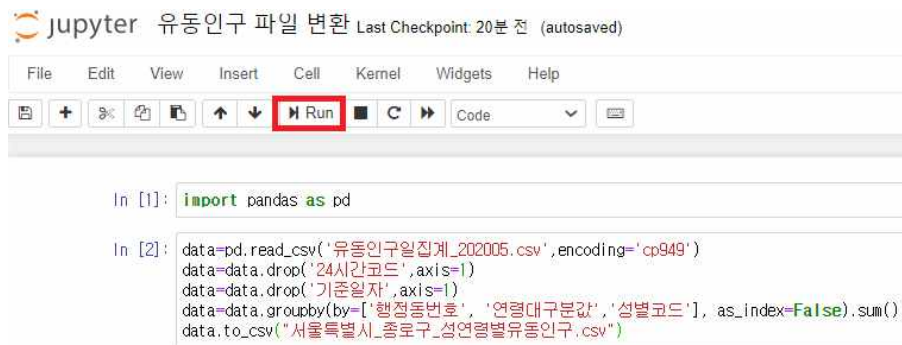 jupyter 유동인구 파일 변환 Last Checkpoint: 20분 전 (autosaved)
File Edit View Insert Cell Kernel Widgets Help
Run Code
In [1]: import pandas as pd
In [2]: data=pd.read_csv('유동인구일집계_202005.csv',encoding='cp949')
data=data.drop('24시간코드',axis=1)
data=data.drop('기준일자',axis=1)
data=data.groupby(by=['행정동번호', '연령대구분값','성별코드'], as_index=False).sum()
data.to_csv("서울특별시_종로구_성연령별유동인구.csv")